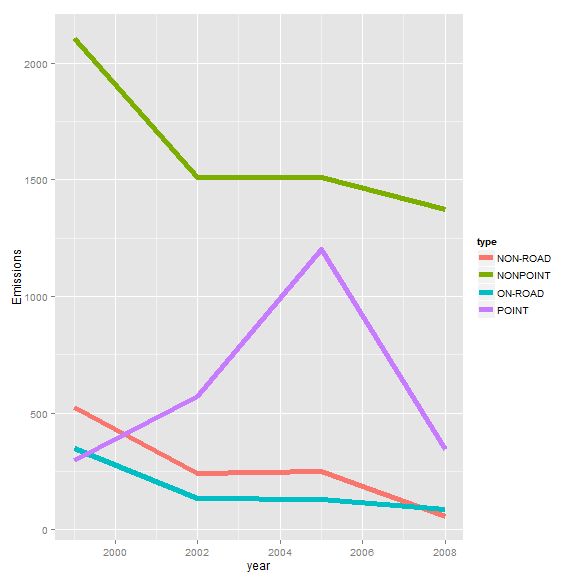 2000
1500
1000
500
0
Emissions
2000
2002
2004
2006
2008
year
type
NON-ROAD
NONPOINT
ON-ROAD
POINT